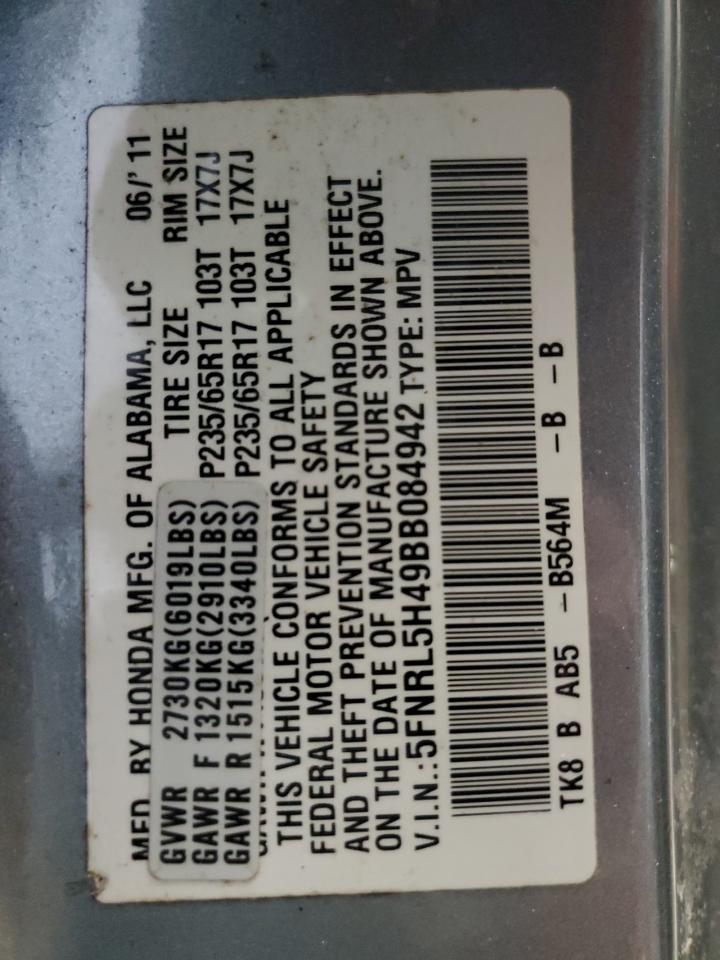 MFD. BY HONDA MFG. OF ALABAMA, LLC 06/'11
TIRE SIZE RIM SIZE
GVWR 2730KG(6019LBS)
GAWR F 1320KG(2910LBS) P235/65R17 103T 17X7J
GAWR R 1515KG(3340LBS) P235/65R17 103T 17X7J
THIS VEHICLE CONFORMS TO ALL APPLICABLE
FEDERAL MOTOR VEHICLE SAFETY
AND THEFT PREVENTION STANDARDS IN EFFECT
ON THE DATE OF MANUFACTURE SHOWN ABOVE.
V.I.N.:5FNRL5H49BB084942 TYPE: MPV
TK8 B AB5 –B564M –B –B